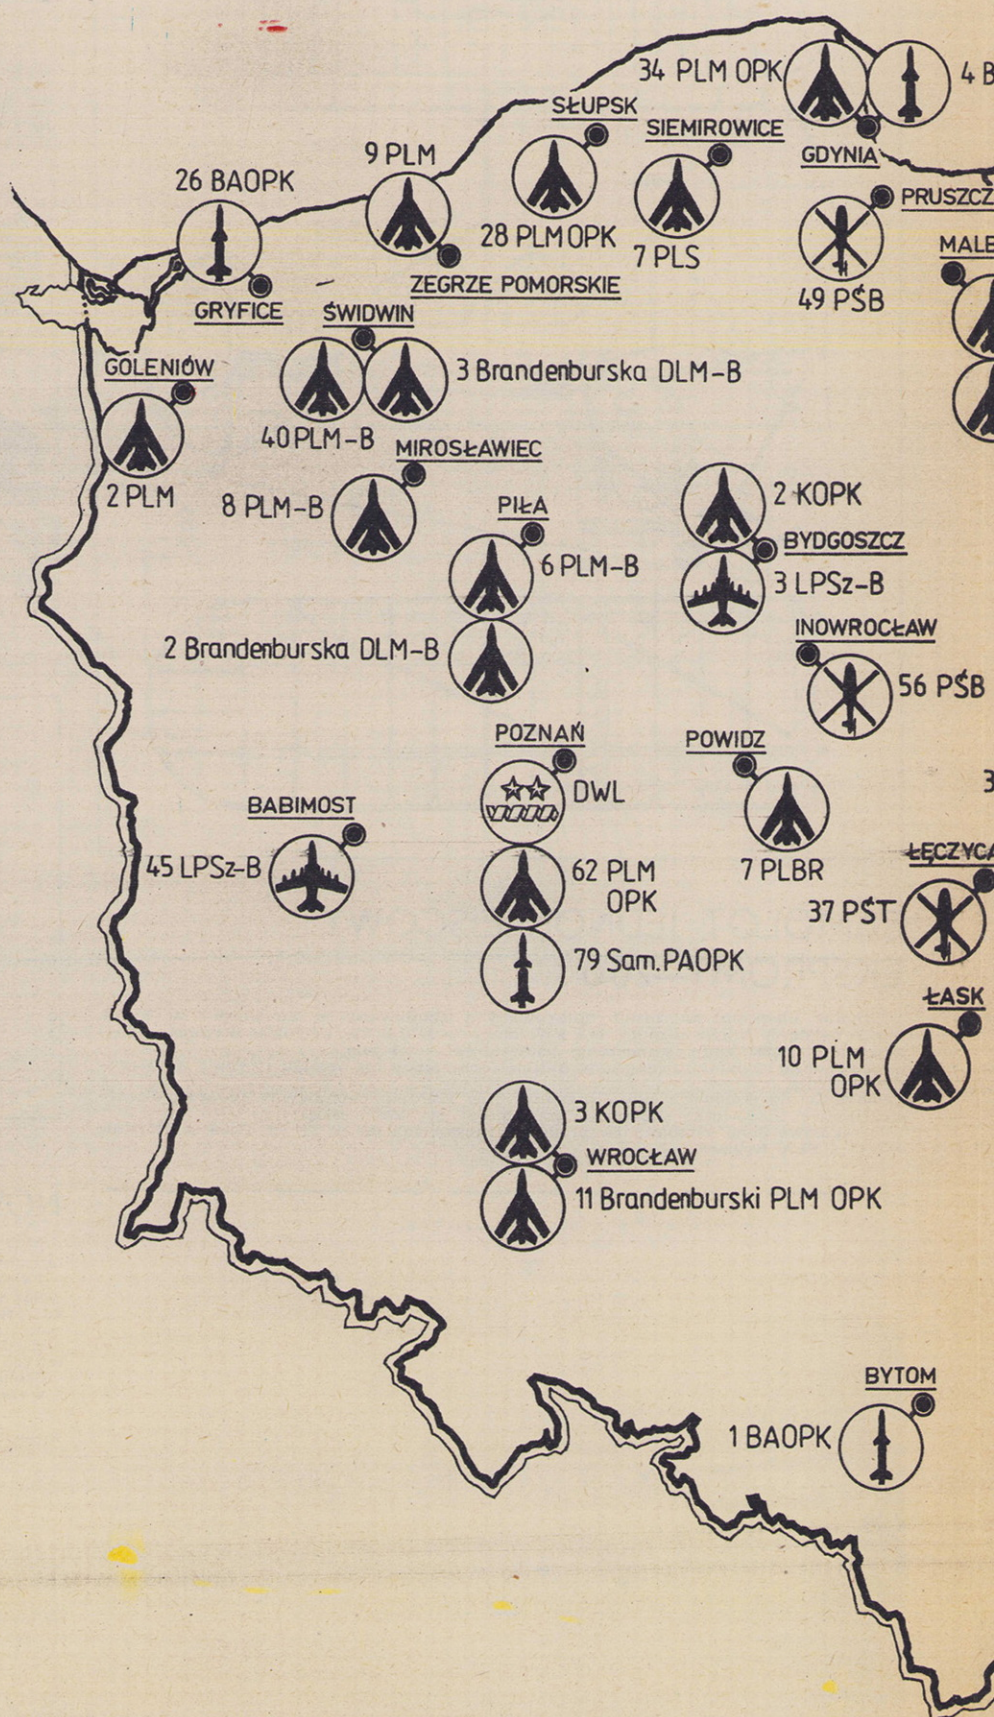 34 PLM OPK
4 B
SŁUPSK
SIEMIROWICE
GDYNIA
9 PLM
26 BAOPK
PRUSZCZ
28 PLM OPK
7 PLS
MALE
ZEGRZE POMORSKIE
49 PŚB
GRYFICE
ŚWIDWIN
GOLENIÓW
3 Brandenburska DLM-B
40 PLM-B
MIROSŁAWIEC
2 PLM
8 PLM-B
PIŁA
2 KOPK
BYDGOSZCZ
6 PLM-B
3 LPSz-B
INOWROCŁAW
2 Brandenburska DLM-B
56 PŚB
POZNAŃ
POWIDZ
DWL
3
BABIMOST
ŁĘCZYCA
45 LPSz-B
62 PLM
OPK
7 PLBR
37 PŚT
79 Sam. PAOPK
ŁASK
10 PLM
OPK
3 KOPK
WROCŁAW
11 Brandenburski PLM OPK
BYTOM
1 BAOPK